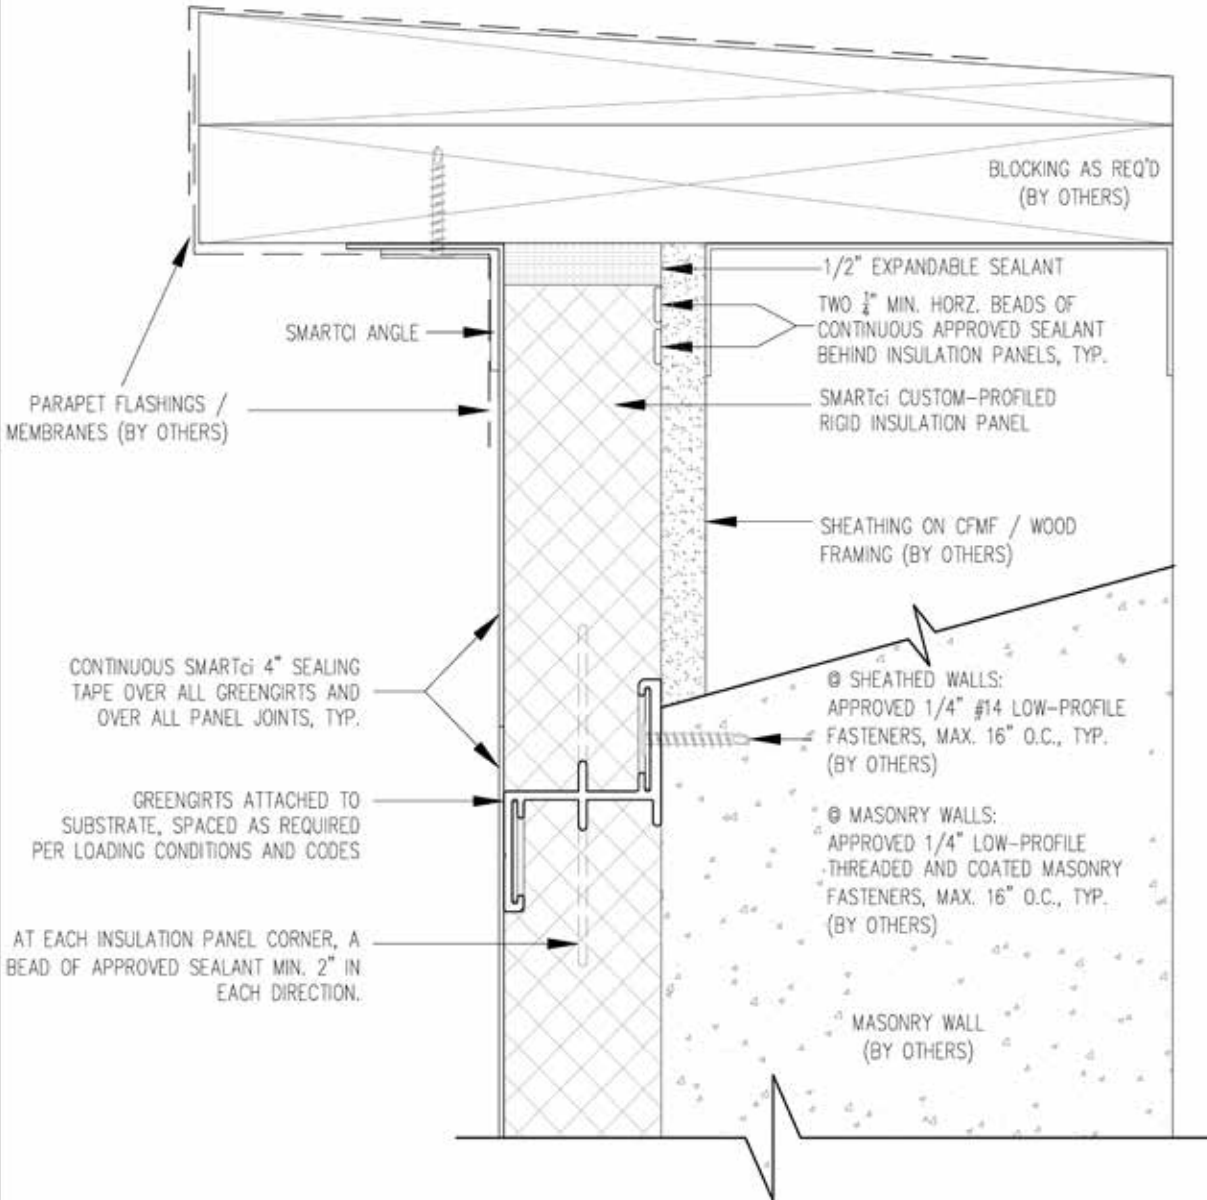 BLOCKING AS REQ'D
(BY OTHERS)
1/2" EXPANDABLE SEALANT
TWO 1/4" MIN. HORZ. BEADS OF
CONTINUOUS APPROVED SEALANT
BEHIND INSULATION PANELS, TYP.
SMARTCI ANGLE
PARAPET FLASHINGS /
MEMBRANES (BY OTHERS)
SMARTci CUSTOM-PROFILED
RIGID INSULATION PANEL
SHEATHING ON CFMF / WOOD
FRAMING (BY OTHERS)
CONTINUOUS SMARTci 4" SEALING
TAPE OVER ALL GREENGIRTS AND
OVER ALL PANEL JOINTS, TYP.
@ SHEATHED WALLS:
APPROVED 1/4" #14 LOW-PROFILE
FASTENERS, MAX. 16" O.C., TYP.
(BY OTHERS)
GREENGIRTS ATTACHED TO
SUBSTRATE, SPACED AS REQUIRED
PER LOADING CONDITIONS AND CODES
@ MASONRY WALLS:
APPROVED 1/4" LOW-PROFILE
THREADED AND COATED MASONRY
FASTENERS, MAX. 16" O.C., TYP.
(BY OTHERS)
AT EACH INSULATION PANEL CORNER, A
BEAD OF APPROVED SEALANT MIN. 2" IN
EACH DIRECTION.
MASONRY WALL
(BY OTHERS)